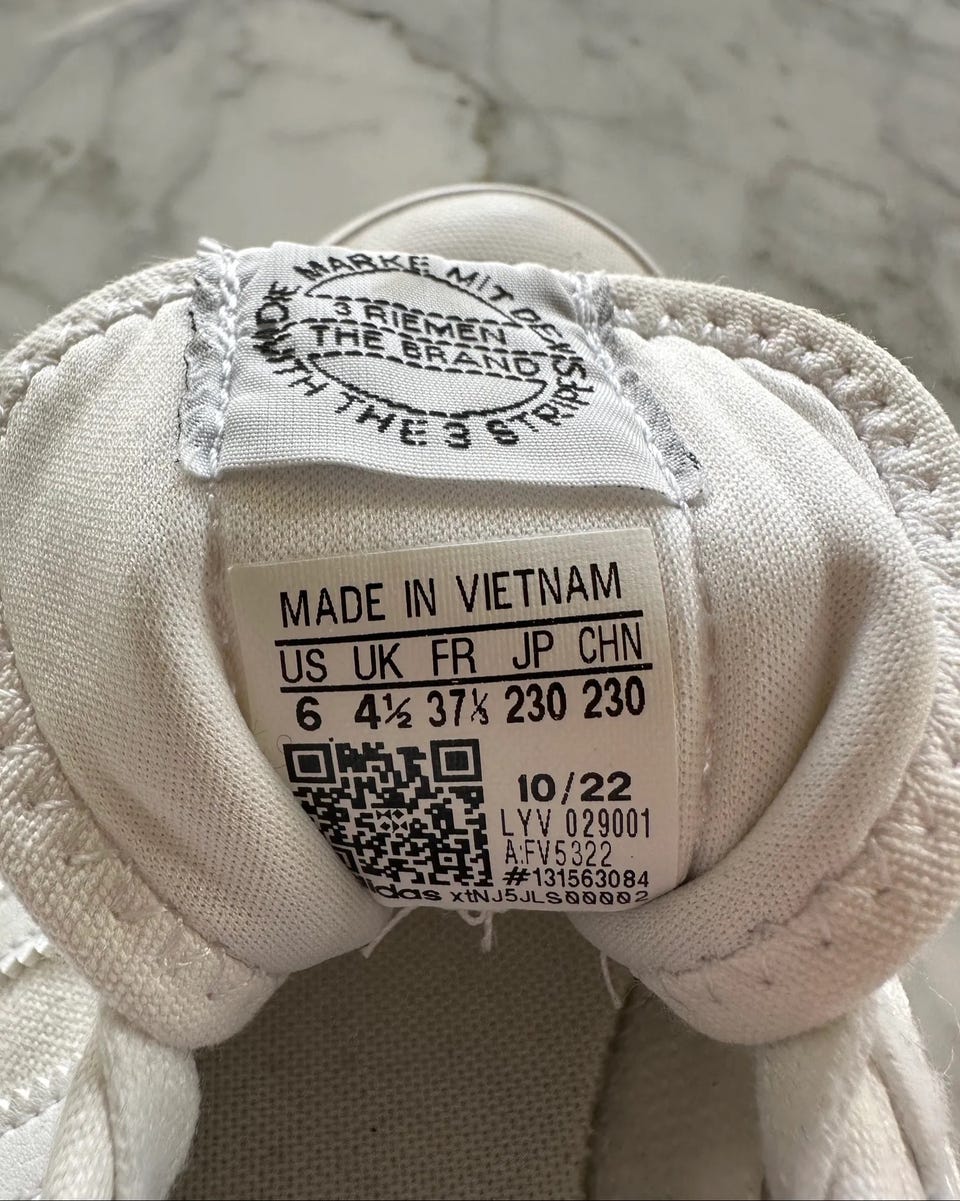 DIE MARKE MIT DEN
3 RIEMEN
THE BRAND
WITH THE 3 STRIPES
MADE IN VIETNAM
US UK FR JP CHN
6 4½ 37⅓ 230 230
10/22
LYV 029001
A:FV5322
#131563084
adidas xtNJ5JLS00002